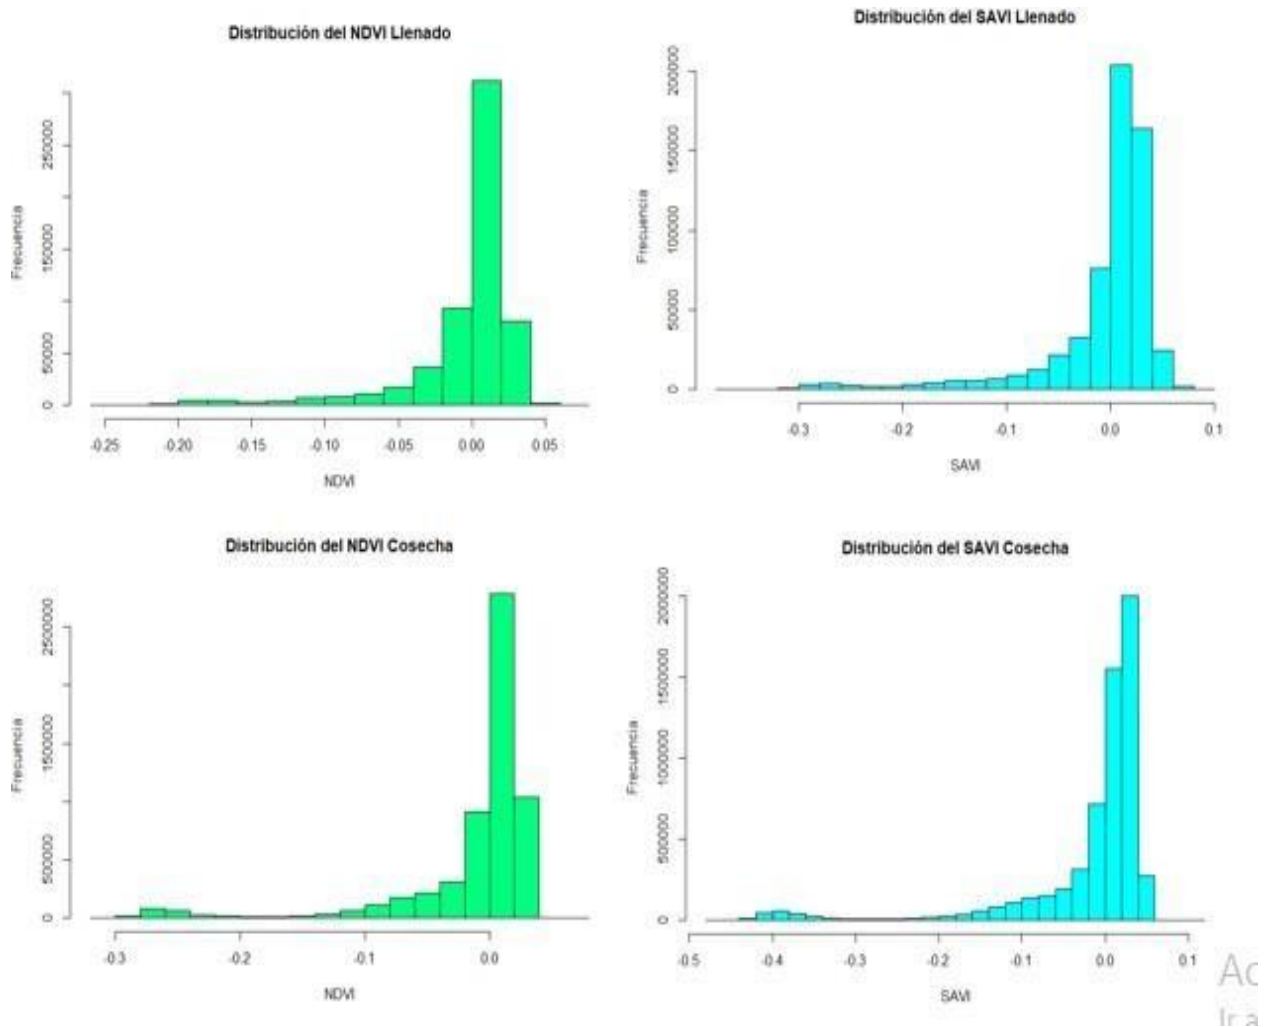 Distribución del NDVI Llenado
Frecuencia
0
50000
150000
250000
-0.25 -0.20 -0.15 -0.10 -0.05 0.00 0.05
NDVI
Distribución del SAVI Llenado
Frecuencia
0
50000
100000
150000
200000
-0.3 -0.2 -0.1 0.0 0.1
SAVI
Distribución del NDVI Cosecha
Frecuencia
0
500000
1500000
2500000
-0.3 -0.2 -0.1 0.0
NDVI
Distribución del SAVI Cosecha
Frecuencia
0
500000
1000000
1500000
2000000
-0.5 -0.4 -0.3 -0.2 -0.1 0.0 0.1
SAVI
Ac
Ir a